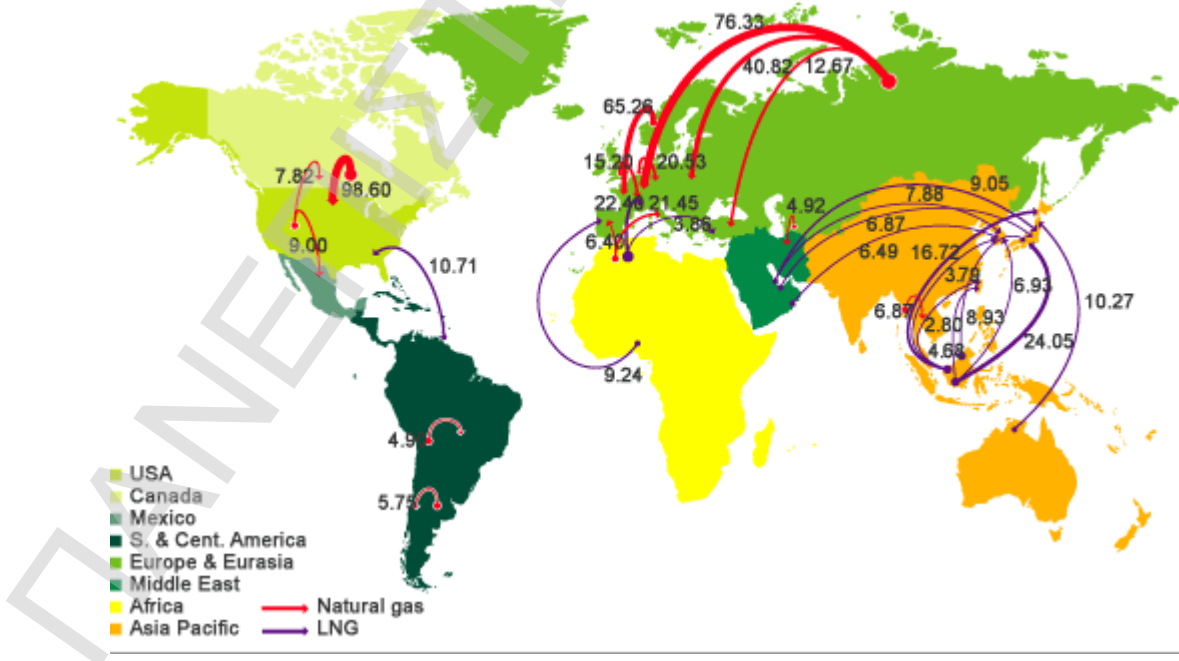 76.33
40.82 12.67
65.26
15.20 20.53
7.82
98.60
22.40 21.45
3.86
6.40
9.00
10.71
9.24
4.92
9.05
7.88
6.87
6.49 16.72
3.79
6.93
10.27
6.87
2.80 8.93
4.68
24.05
4.9
5.75
USA
Canada
Mexico
S. & Cent. America
Europe & Eurasia
Middle East
Africa
Natural gas
Asia Pacific
LNG